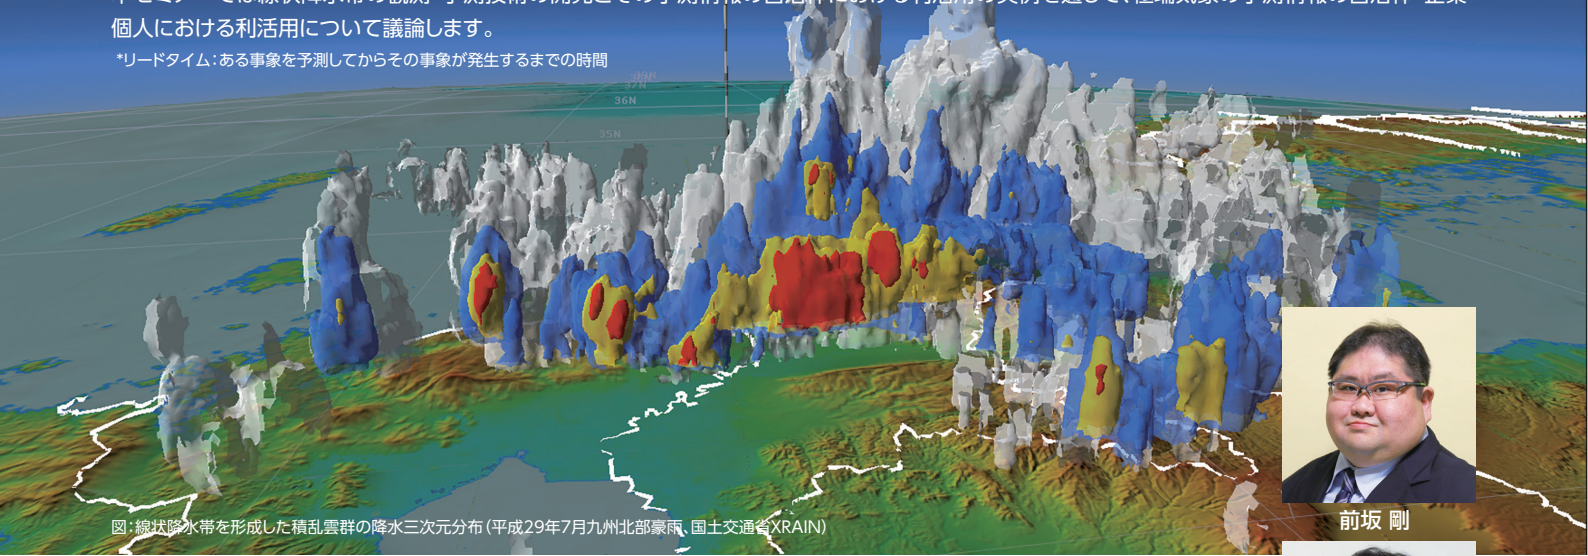 個人における利活用について議論します。
*リードタイム：ある事象を予測してからその事象が発生するまでの時間
37N
36N
35N
図：線状降水帯を形成した積乱雲群の降水三次元分布（平成29年7月九州北部豪雨、国土交通省XRAIN）
前坂 剛